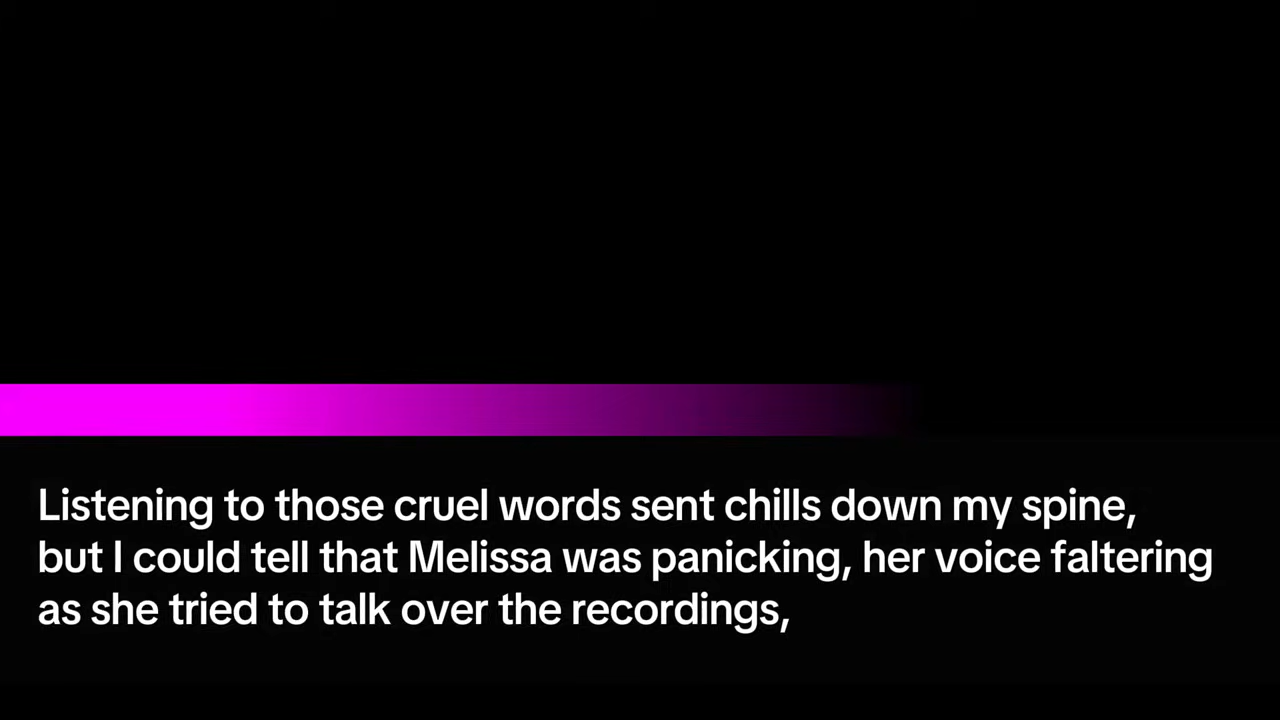 Listening to those cruel words sent chills down my spine,
but I could tell that Melissa was panicking, her voice faltering
as she tried to talk over the recordings,